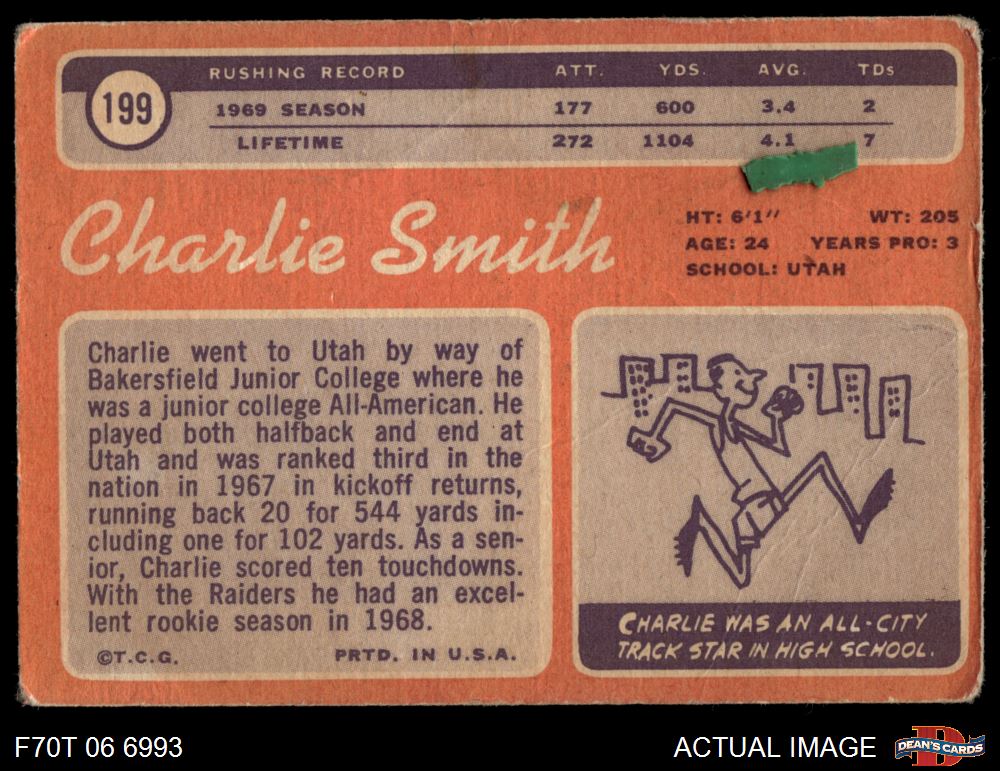 199
RUSHING RECORD ATT. YDS. AVG. TDs
1969 SEASON 177 600 3.4 2
LIFETIME 272 1104 4.1 7
Charlie Smith
HT: 6'1" WT: 205
AGE: 24 YEARS PRO: 3
SCHOOL: UTAH
Charlie went to Utah by way of
Bakersfield Junior College where he
was a junior college All-American. He
played both halfback and end at
Utah and was ranked third in the
nation in 1967 in kickoff returns,
running back 20 for 544 yards in-
cluding one for 102 yards. As a sen-
ior, Charlie scored ten touchdowns.
With the Raiders he had an excel-
lent rookie season in 1968.
©T.C.G. PRTD. IN U.S.A.
CHARLIE WAS AN ALL-CITY
TRACK STAR IN HIGH SCHOOL.
F70T 06 6993
ACTUAL IMAGE
D
DEAN'S CARDS